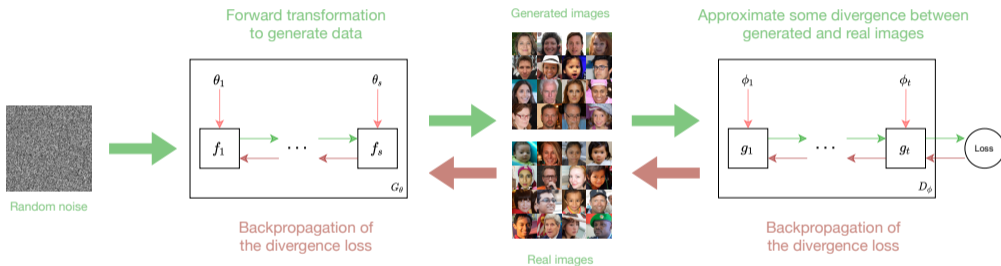 Forward transformation
to generate data
Generated images
Approximate some divergence between
generated and real images
θ₁
θₛ
ϕ₁
ϕₜ
f₁
...
fₛ
g₁
...
gₜ
Loss
G_θ
D_ϕ
Random noise
Backpropagation of
the divergence loss
Real images
Backpropagation of
the divergence loss